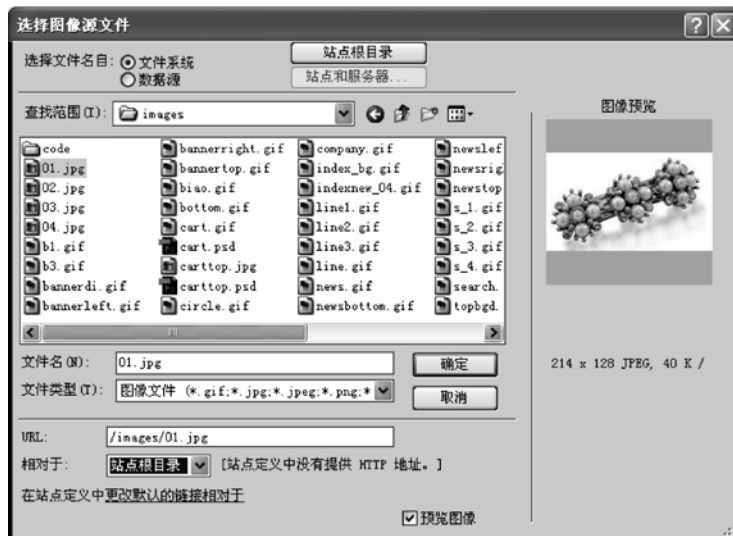 选择图像源文件
选择文件名自: 文件系统 站点根目录
数据源 站点和服务器...
查找范围(I): images
图像预览
code bannerright.gif company.gif newslef
01.jpg bannertop.gif index_bg.gif newsrig
02.jpg biao.gif indexnew_04.gif newstop
03.jpg bottom.gif line1.gif s_1.gif
04.jpg cart.gif line2.gif s_2.gif
b1.gif cart.psd line3.gif s_3.gif
b3.gif carttop.jpg line.gif s_4.gif
bannerdi.gif carttop.psd news.gif search.
bannerleft.gif circle.gif newsbottom.gif topbgd.
文件名(N): 01.jpg 确定
214 x 128 JPEG, 40 K /
文件类型(T): 图像文件 (*.gif;*.jpg;*.jpeg;*.png;* 取消
URL: /images/01.jpg
相对于: 站点根目录 [站点定义中没有提供 HTTP 地址。]
在站点定义中更改默认的链接相对于
预览图像